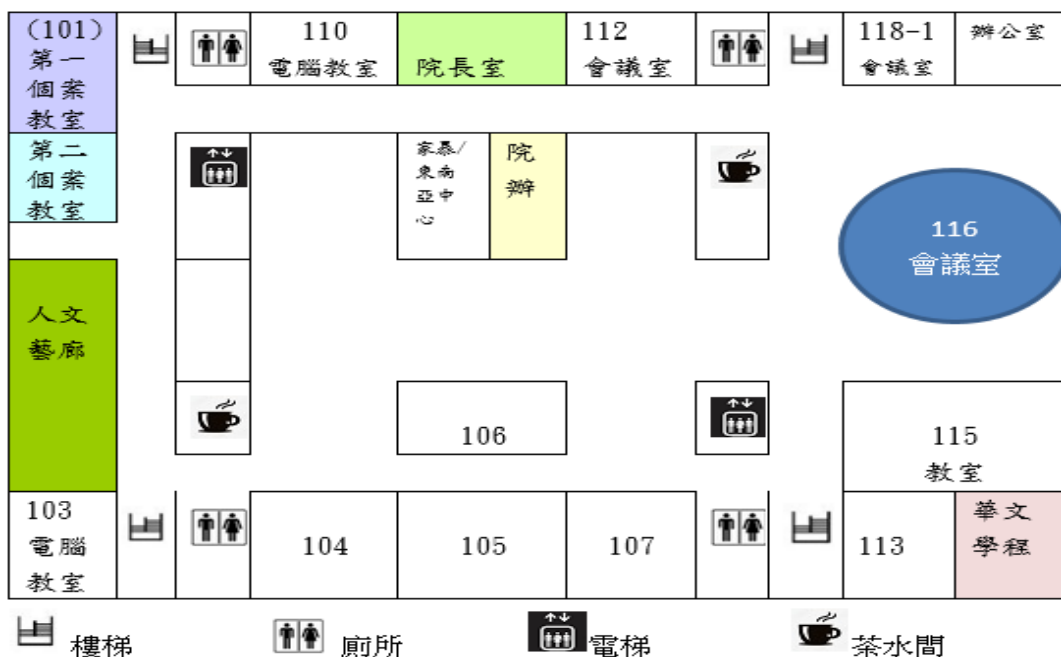 (101)
第一
個案
教室
110
電腦教室
院長室
112
會議室
118-1
會議室
辦公室
第二
個案
教室
家暴/
東南
亞中
心
院
辦
116
會議室
人文
藝廊
106
115
教室
103
電腦
教室
104
105
107
113
華文
學程
樓梯
廁所
電梯
茶水間